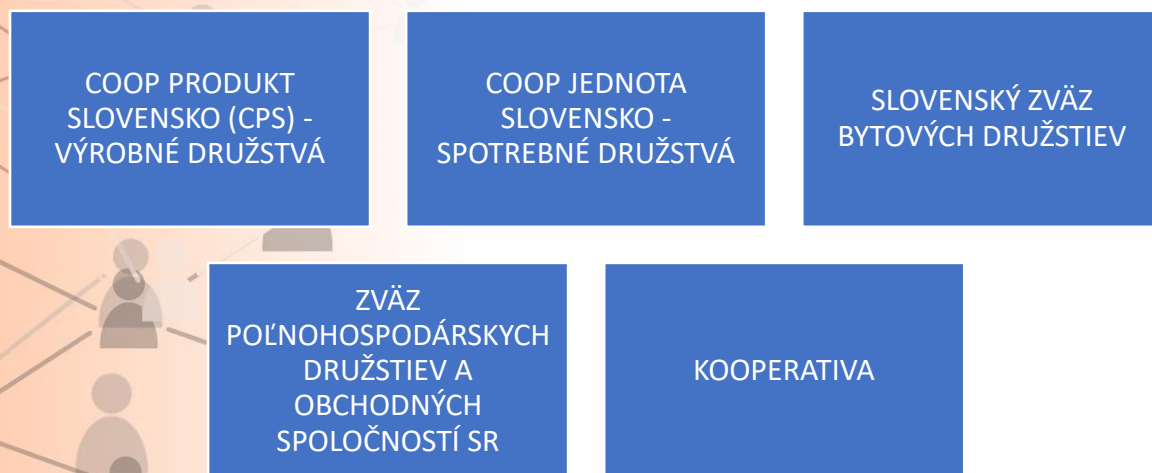 COOP PRODUKT
SLOVENSKO (CPS) -
VÝROBNÉ DRUŽSTVÁ
COOP JEDNOTA
SLOVENSKO -
SPOTREBNÉ DRUŽSTVÁ
SLOVENSKÝ ZVÄZ
BYTOVÝCH DRUŽSTIEV
ZVÄZ
POĽNOHOSPODÁRSKYCH
DRUŽSTIEV A
OBCHODNÝCH
SPOLOČNOSTÍ SR
KOOPERATIVA